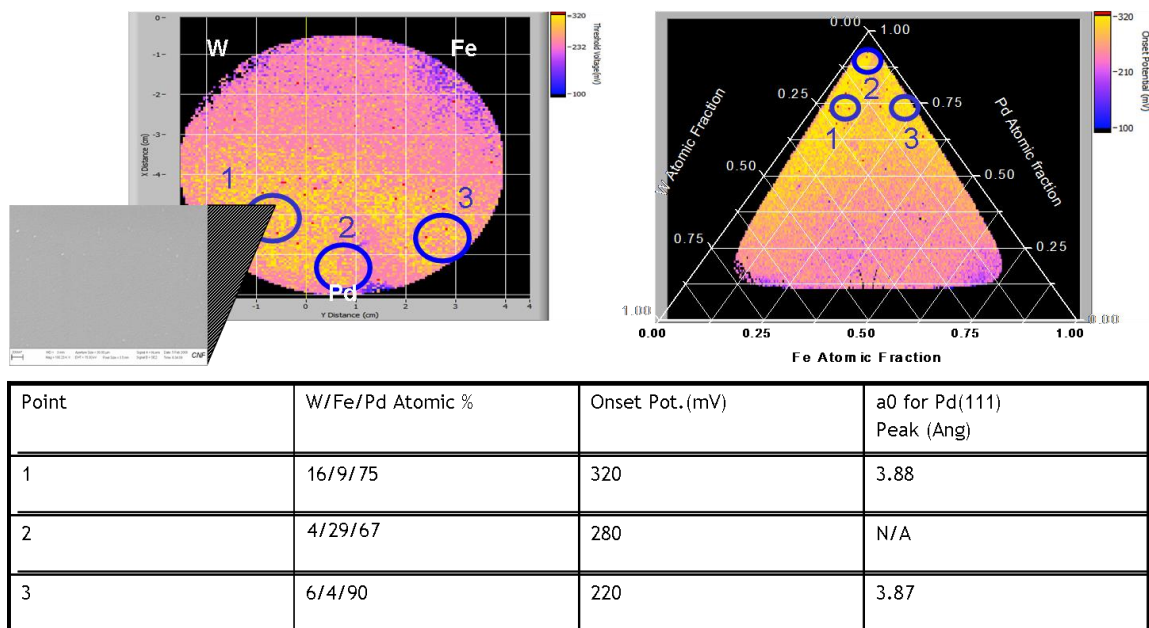 0
-1
-2
-3
-4
X Distance (cm)
W
Fe
1
2
3
Pd
-1
0
1
2
3
4
4
Y Distance (cm)
320
232
100
Threshold Voltage(mV)
CNF
0.00
1.00
0.25
0.75
0.50
0.50
0.75
0.25
1.00
0.00
0.00
0.25
0.50
0.75
1.00
W Atomic Fraction
Pd Atomic fraction
Fe Atomic Fraction
2
1
3
320
210
100
Onset Potential (mV)
Point W/Fe/Pd Atomic % Onset Pot.(mV) a0 for Pd(111)
Peak (Ang)
1 16/9/75 320 3.88
2 4/29/67 280 N/A
3 6/4/90 220 3.87